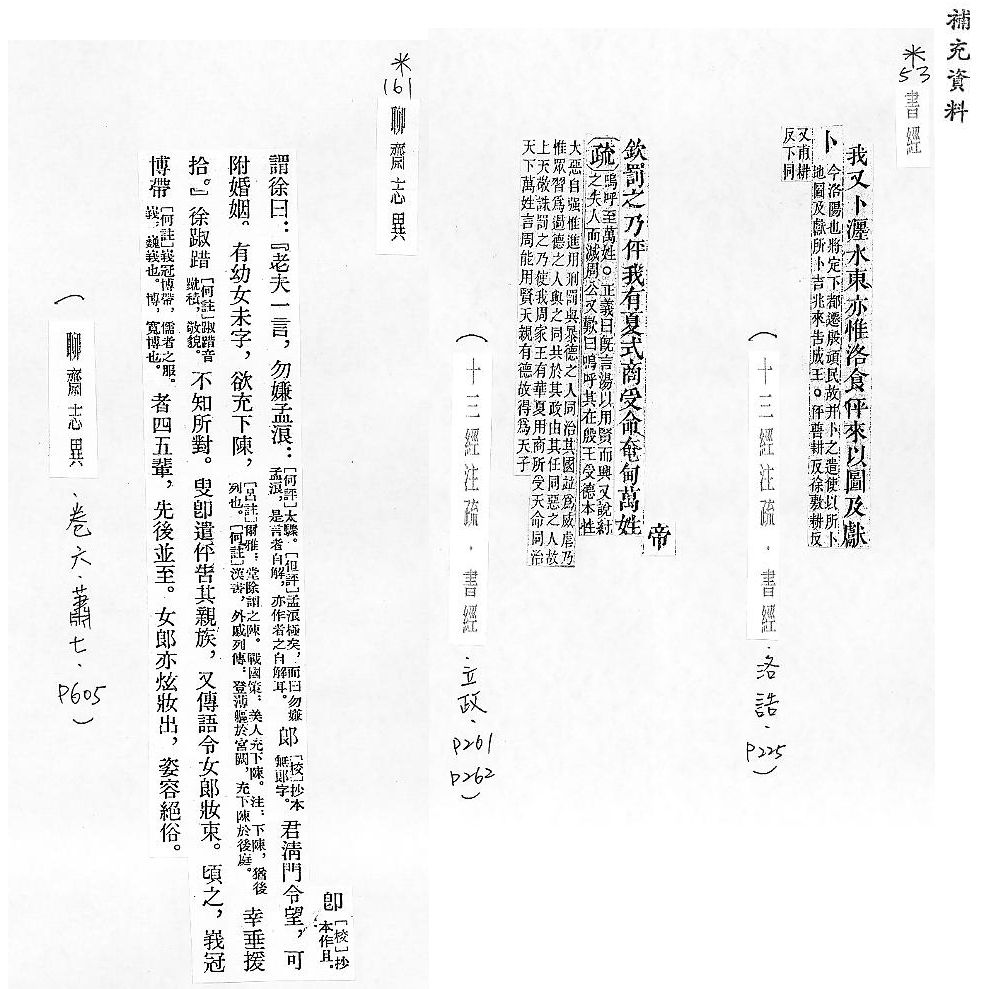 補充資料
※53 書經
我又卜瀍水東亦惟洛食伻來以圖及獻
卜
今洛陽也將定下都遷殷頑民故并卜之遣使以所卜
地圖及獻所卜吉兆來告成王。伻普耕反徐敷耕反
又甫耕
反下同
(十三經注疏·書經·洛誥·P225)
帝
欽罰之乃伻我有夏式商受命奄甸萬姓
疏
嗚呼至萬姓。正義曰旣言湯以用賢而興又說紂
之失人而滅周公又歎曰嗚呼其在殷王受德本性
大惡自強惟進用刑罰與暴德之人同治其國並爲威虐乃
惟眾習爲過德之人與之同共於其政由其任同惡之人故
上天敬誅罰之乃使我周家王有華夏用商所受天命同治
天下萬姓言周能用賢天親有德故得爲天子
(十三經注疏·書經·立政·P261
P262)
※161 聊齋志異
卽
[校]抄
本作且。
謂徐曰：『老夫一言，勿嫌孟浪：
[何評]太驟。[但評]孟浪極矣，而曰勿嫌
孟浪，是言者自解，亦作者之自解耳。
郎
[校]抄本
無郎字。
君淸門令望，可
附婚姻。有幼女未字，欲充下陳，
[呂註]爾雅：堂除謂之陳。戰國策：美人充下陳。注：下陳，猶後
列也。[何註]漢書，外戚列傳：登薄軀於宮闕，充下陳於後庭。
幸垂援
拾。』徐踧踖
[何註]踧踖音
蹴積，敬貌。
不知所對。叟卽遣伻告其親族，又傳語令女郎妝束。頃之，峩冠
博帶
[何註]峩冠博帶，儒者之服。
峩，巍峩也。博，寬博也。
者四五輩，先後並至。女郎亦炫妝出，姿容絕俗。
(聊齋志異·卷六·蕭七·P605)